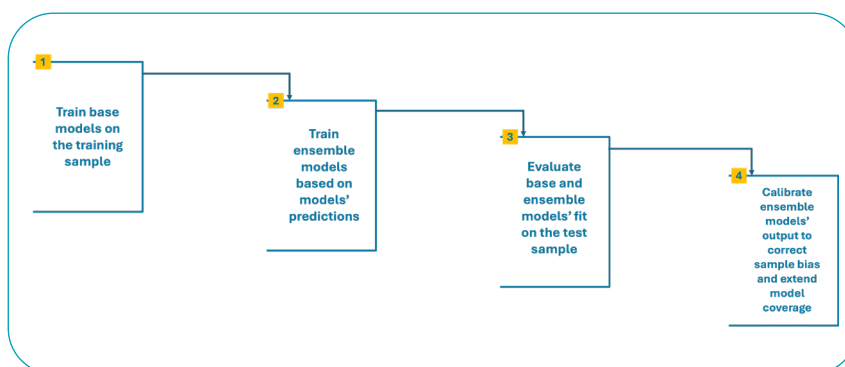 1
Train base
models on
the training
sample
2
Train
ensemble
models
based on
models’
predictions
3
Evaluate
base and
ensemble
models’ fit
on the test
sample
4
Calibrate
ensemble
models’
output to
correct
sample bias
and extend
model
coverage